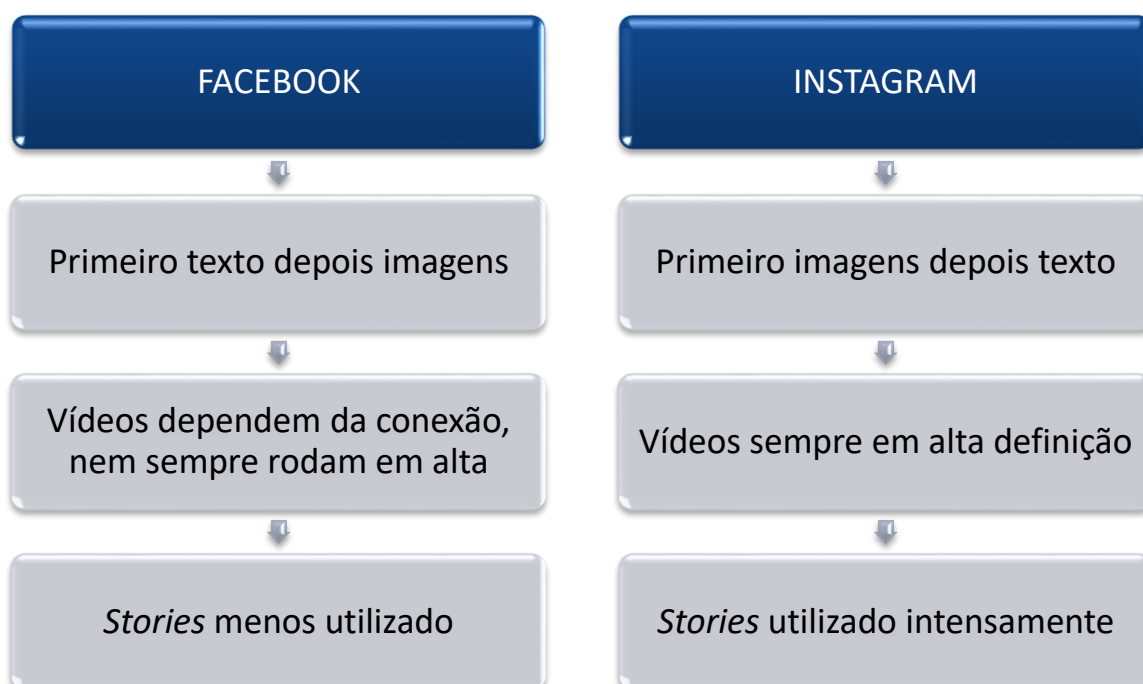 FACEBOOK
Primeiro texto depois imagens
Vídeos dependem da conexão,
nem sempre rodam em alta
Stories menos utilizado
INSTAGRAM
Primeiro imagens depois texto
Vídeos sempre em alta definição
Stories utilizado intensamente